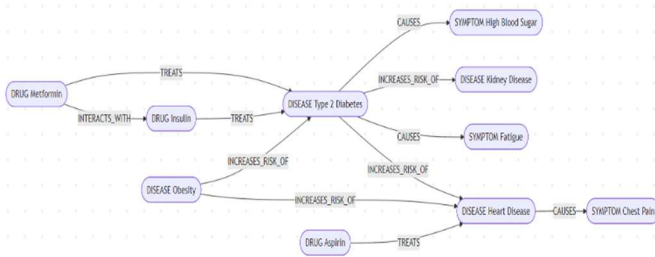 CAUSES
SYMPTOM High Blood Sugar
TREATS
INCREASES_RISK_OF
DISEASE Kidney Disease
DRUG Metformin
DISEASE Type 2 Diabetes
INTERACTS_WITH
DRUG Insulin
TREATS
CAUSES
SYMPTOM Fatigue
INCREASES_RISK_OF
INCREASES_RISK_OF
DISEASE Obesity
INCREASES_RISK_OF
DISEASE Heart Disease
CAUSES
SYMPTOM Chest Pain
DRUG Aspirin
TREATS